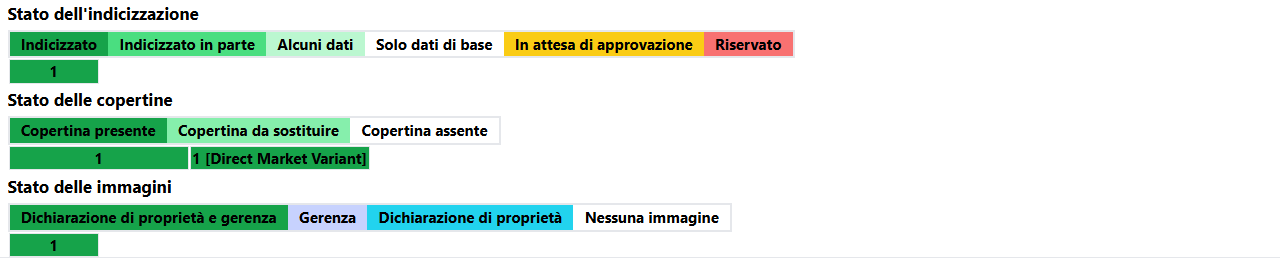 Stato dell'indicizzazione
Indicizzato Indicizzato in parte Alcuni dati Solo dati di base In attesa di approvazione Riservato
1
Stato delle copertine
Copertina presente Copertina da sostituire Copertina assente
1 1 [Direct Market Variant]
Stato delle immagini
Dichiarazione di proprietà e gerenza Gerenza Dichiarazione di proprietà Nessuna immagine
1